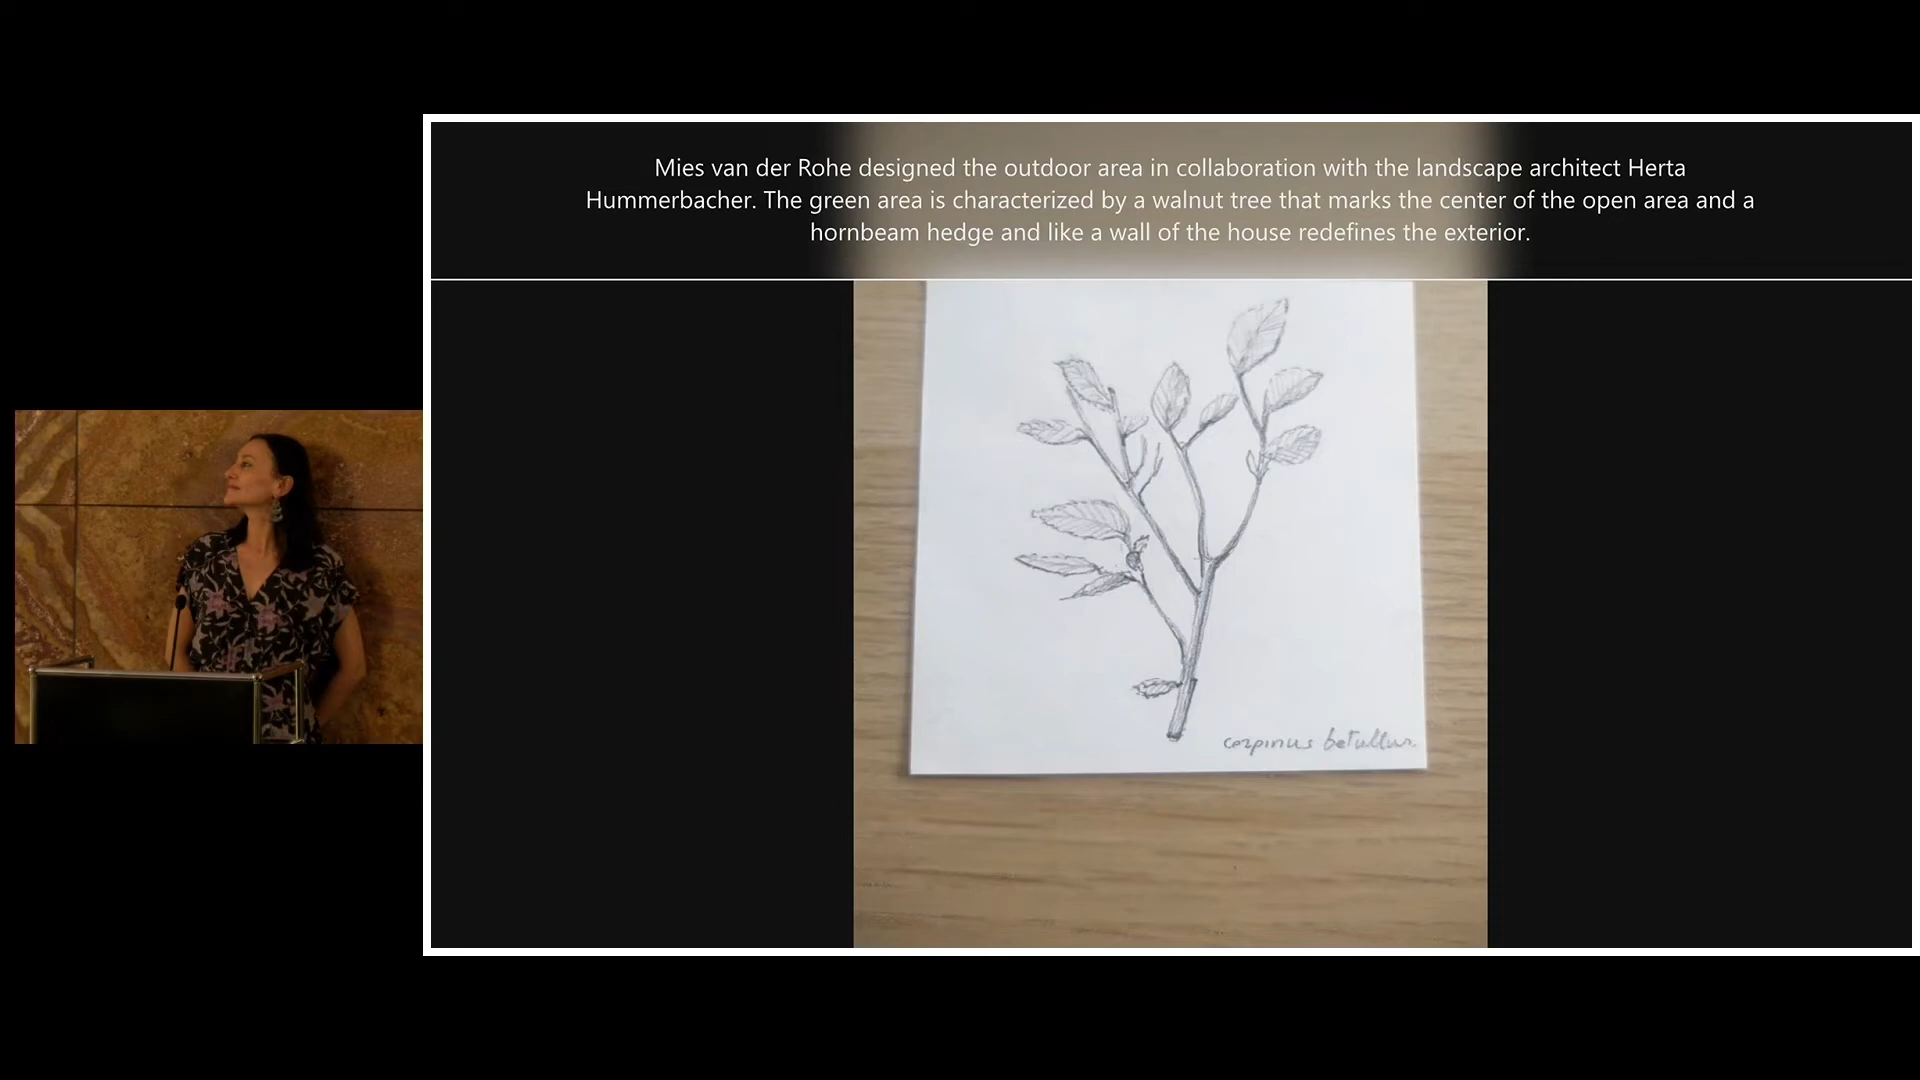 Mies van der Rohe designed the outdoor area in collaboration with the landscape architect Herta
Hummerbacher. The green area is characterized by a walnut tree that marks the center of the open area and a
hornbeam hedge and like a wall of the house redefines the exterior.
carpinus betullus